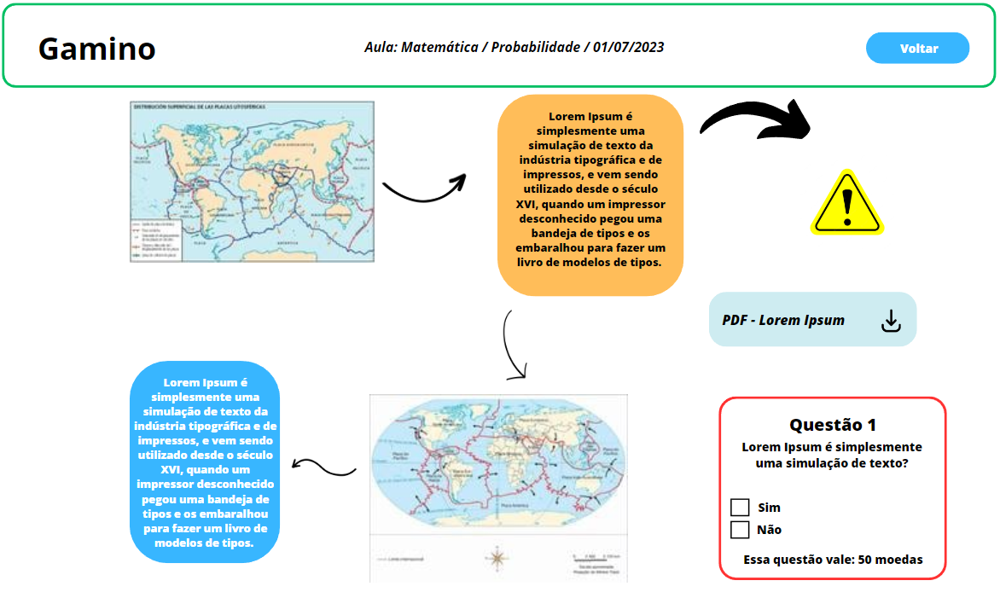 Gamino
Aula: Matemática / Probabilidade / 01/07/2023
Voltar
DISTRIBUCIÓN SUPERFICIAL DE LAS PLACAS LITOSFÉRICAS
Lorem Ipsum é
simplesmente uma
simulação de texto da
indústria tipográfica e de
impressos, e vem sendo
utilizado desde o século
XVI, quando um impressor
desconhecido pegou uma
bandeja de tipos e os
embaralhou para fazer um
livro de modelos de tipos.
PDF - Lorem Ipsum
Lorem Ipsum é
simplesmente uma
simulação de texto da
indústria tipográfica e de
impressos, e vem sendo
utilizado desde o século
XVI, quando um
impressor desconhecido
pegou uma bandeja de
tipos e os embaralhou
para fazer um livro de
modelos de tipos.
Questão 1
Lorem Ipsum é simplesmente
uma simulação de texto?
Sim
Não
Essa questão vale: 50 moedas